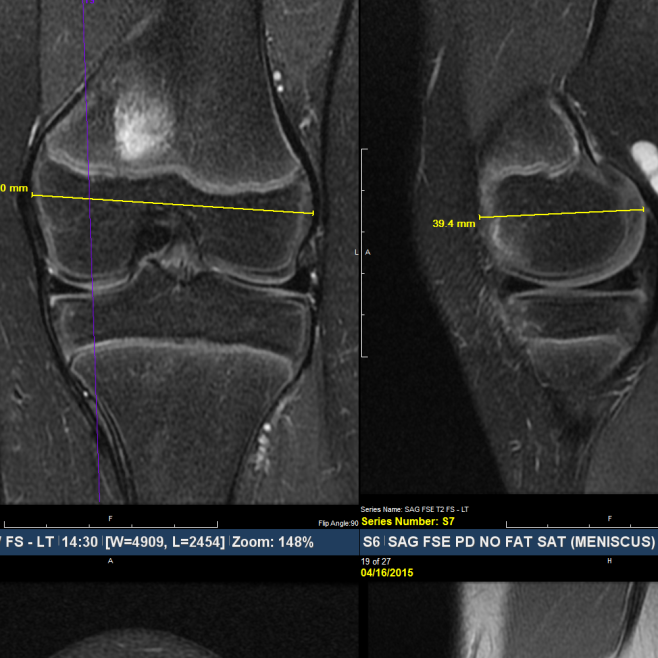 0 mm
39.4 mm
L
A
F
Flip Angle:90
Series Name: SAG FSE T2 FS - LT
Series Number: S7
F
FS - LT 14:30 [W=4909, L=2454] Zoom: 148%
S6 SAG FSE PD NO FAT SAT (MENISCUS)
A
19 of 27
H
04/16/2015